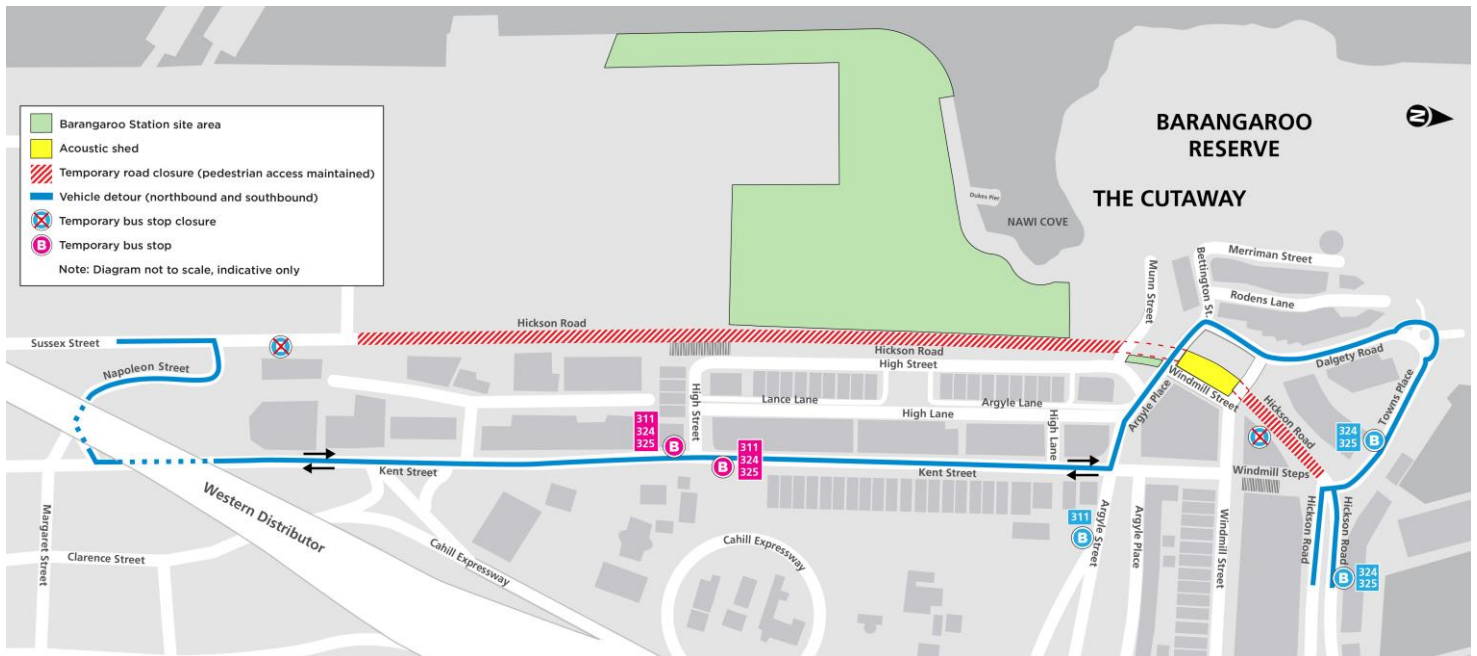 Barangaroo Station site area
Acoustic shed
Temporary road closure (pedestrian access maintained)
Vehicle detour (northbound and southbound)
Temporary bus stop closure
B
Temporary bus stop
Note: Diagram not to scale, indicative only
BARANGAROO
RESERVE
N
THE CUTAWAY
Dukes Pier
NAWI COVE
Munn Street
Bettington St.
Merriman Street
Rodens Lane
Dalgety Road
Towns Place
Sussex Street
Napoleon Street
Hickson Road
Hickson Road
High Street
Lance Lane
Argyle Lane
High Lane
High Street
High Lane
Argyle Place
Windmill Street
Hickson Road
311
324
325
B
311
324
325
B
324
325
B
Kent Street
Kent Street
Windmill Steps
Margaret Street
Clarence Street
Western Distributor
Cahill Expressway
Cahill Expressway
311
B
Argyle Street
Argyle Place
Windmill Street
Hickson Road
Hickson Road
B
324
325